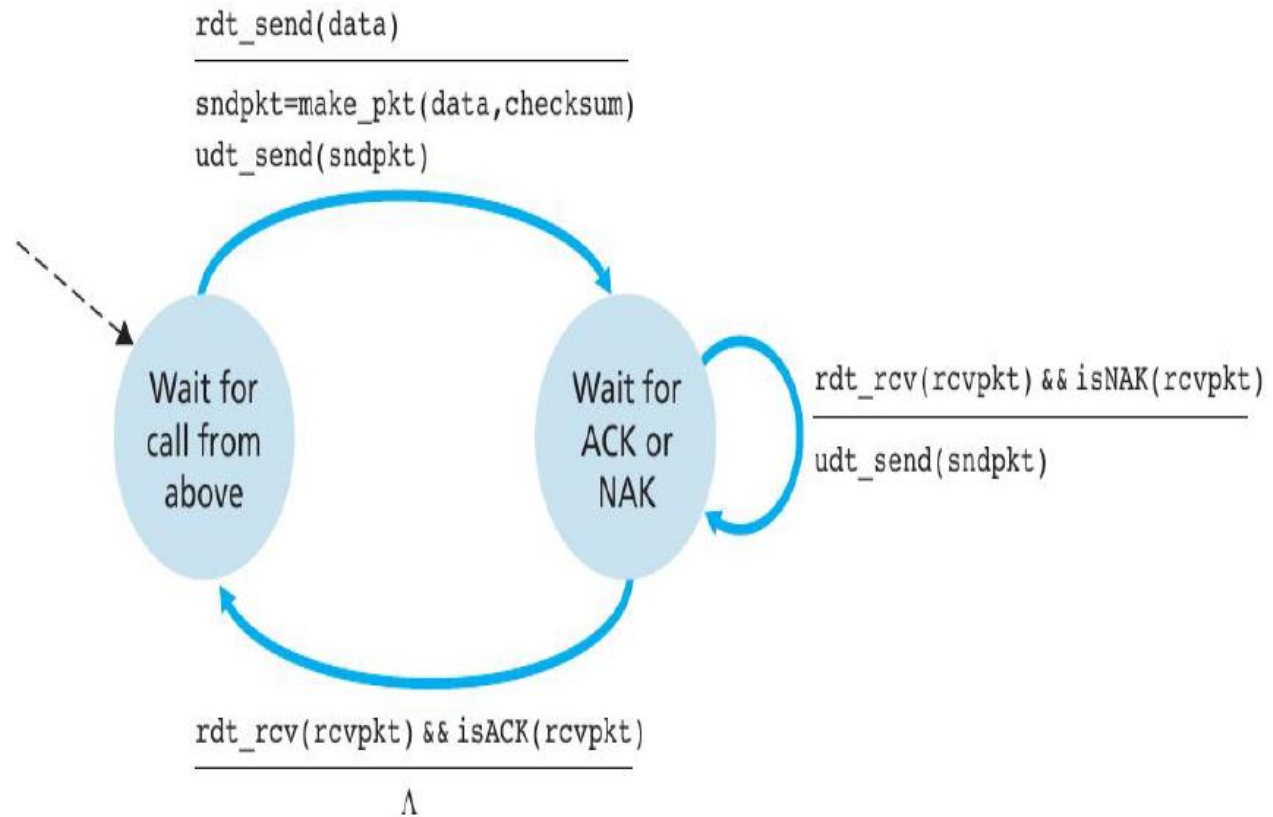 rdt_send(data)
sndpkt=make_pkt(data,checksum)
udt_send(sndpkt)
Wait for
call from
above
Wait for
ACK or
NAK
rdt_rcv(rcvpkt) && isNAK(rcvpkt)
udt_send(sndpkt)
rdt_rcv(rcvpkt) && isACK(rcvpkt)
Λ